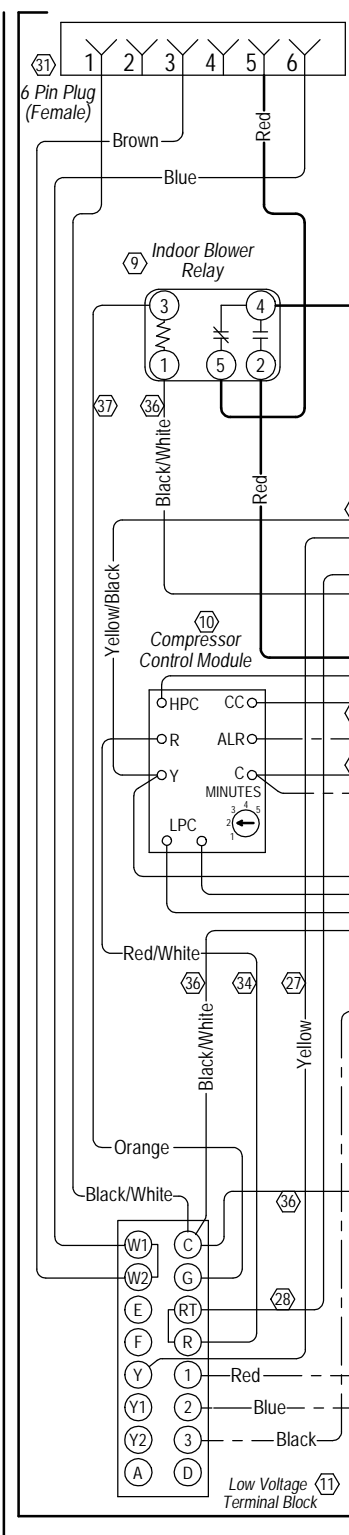 1 2 3 4 5 6
31
6 Pin Plug
(Female)
Brown
Red
Blue
Indoor Blower
Relay
9
3 4
1 5 2
37 36
Black/White
Red
Yellow/Black
10
Compressor
Control Module
HPC CC
R ALR
Y C
MINUTES
1 2 3 4 5
LPC
Red/White
36 34 27
Black/White
Yellow
Orange
Black/White
36
W1 C
W2 G
E RT
28
F R
Y 1 Red
Y1 2 Blue
Y2 3 Black
A D
Low Voltage 11
Terminal Block